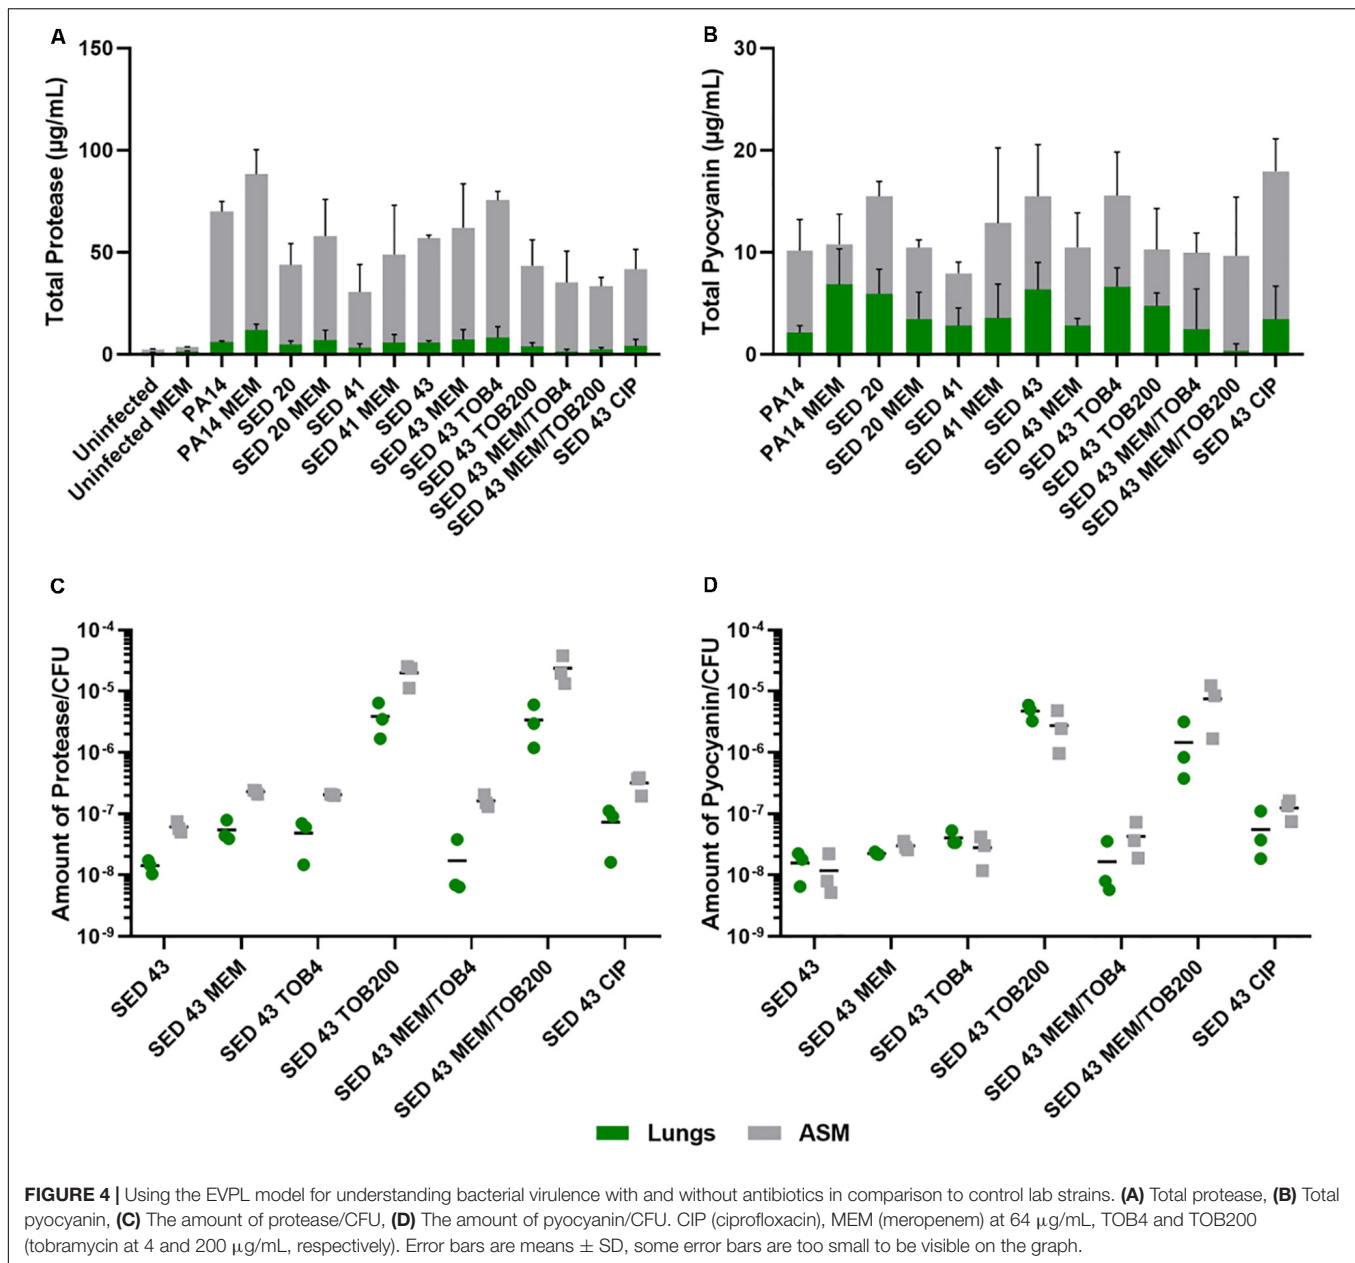 A
Total Protease (µg/mL)
150
100
50
0
Uninfected
Uninfected MEM
PA14
PA14 MEM
SED 20
SED 20 MEM
SED 41
SED 41 MEM
SED 43
SED 43 MEM
SED 43 TOB4
SED 43 TOB200
SED 43 MEM/TOB4
SED 43 MEM/TOB200
SED 43 CIP
B
Total Pyocyanin (µg/mL)
30
20
10
0
PA14
PA14 MEM
SED 20
SED 20 MEM
SED 41
SED 41 MEM
SED 43
SED 43 MEM
SED 43 TOB4
SED 43 TOB200
SED 43 MEM/TOB4
SED 43 MEM/TOB200
SED 43 CIP
C
Amount of Protease/CFU
10-4
10-5
10-6
10-7
10-8
10-9
SED 43
SED 43 MEM
SED 43 TOB4
SED 43 TOB200
SED 43 MEM/TOB4
SED 43 MEM/TOB200
SED 43 CIP
D
Amount of Pyocyanin/CFU
10-4
10-5
10-6
10-7
10-8
10-9
SED 43
SED 43 MEM
SED 43 TOB4
SED 43 TOB200
SED 43 MEM/TOB4
SED 43 MEM/TOB200
SED 43 CIP
Lungs
ASM
FIGURE 4 | Using the EVPL model for understanding bacterial virulence with and without antibiotics in comparison to control lab strains. (A) Total protease, (B) Total
pyocyanin, (C) The amount of protease/CFU, (D) The amount of pyocyanin/CFU. CIP (ciprofloxacin), MEM (meropenem) at 64 µg/mL, TOB4 and TOB200
(tobramycin at 4 and 200 µg/mL, respectively). Error bars are means ± SD, some error bars are too small to be visible on the graph.